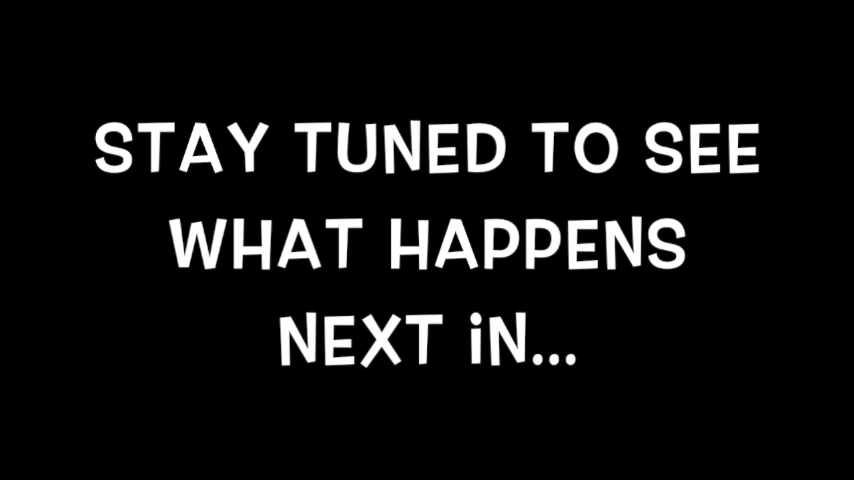 STAY TUNED TO SEE
WHAT HAPPENS
NEXT iN...